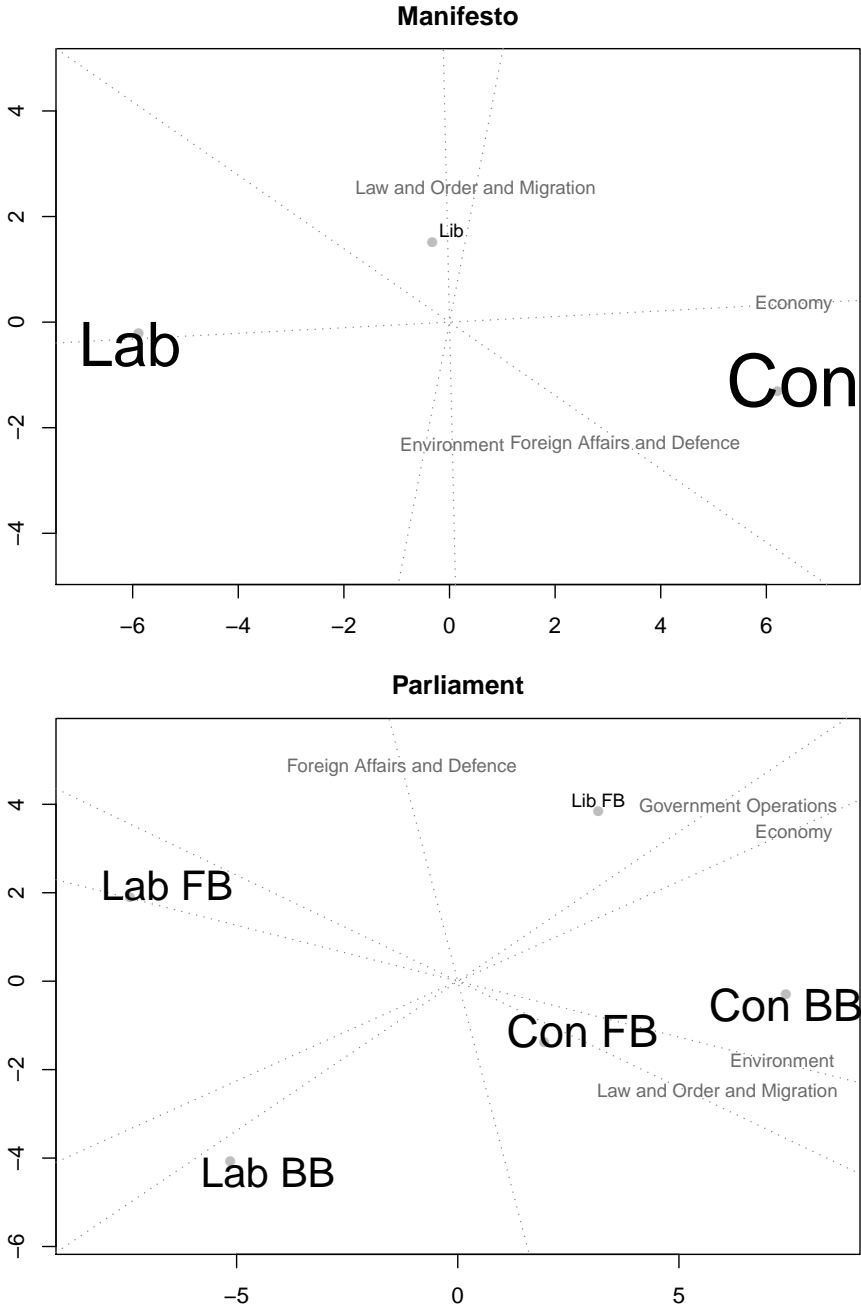 Manifesto
4
Law and Order and Migration
2
Lib
0
Economy
Lab
Con
−2
Environment
Foreign Affairs and Defence
−4
−6
−4
−2
0
2
4
6
Parliament
Foreign Affairs and Defence
4
Lib FB
Government Operations
Economy
2
Lab FB
0
Con BB
Con FB
−2
Environment
Law and Order and Migration
−4
Lab BB
−6
−5
0
5